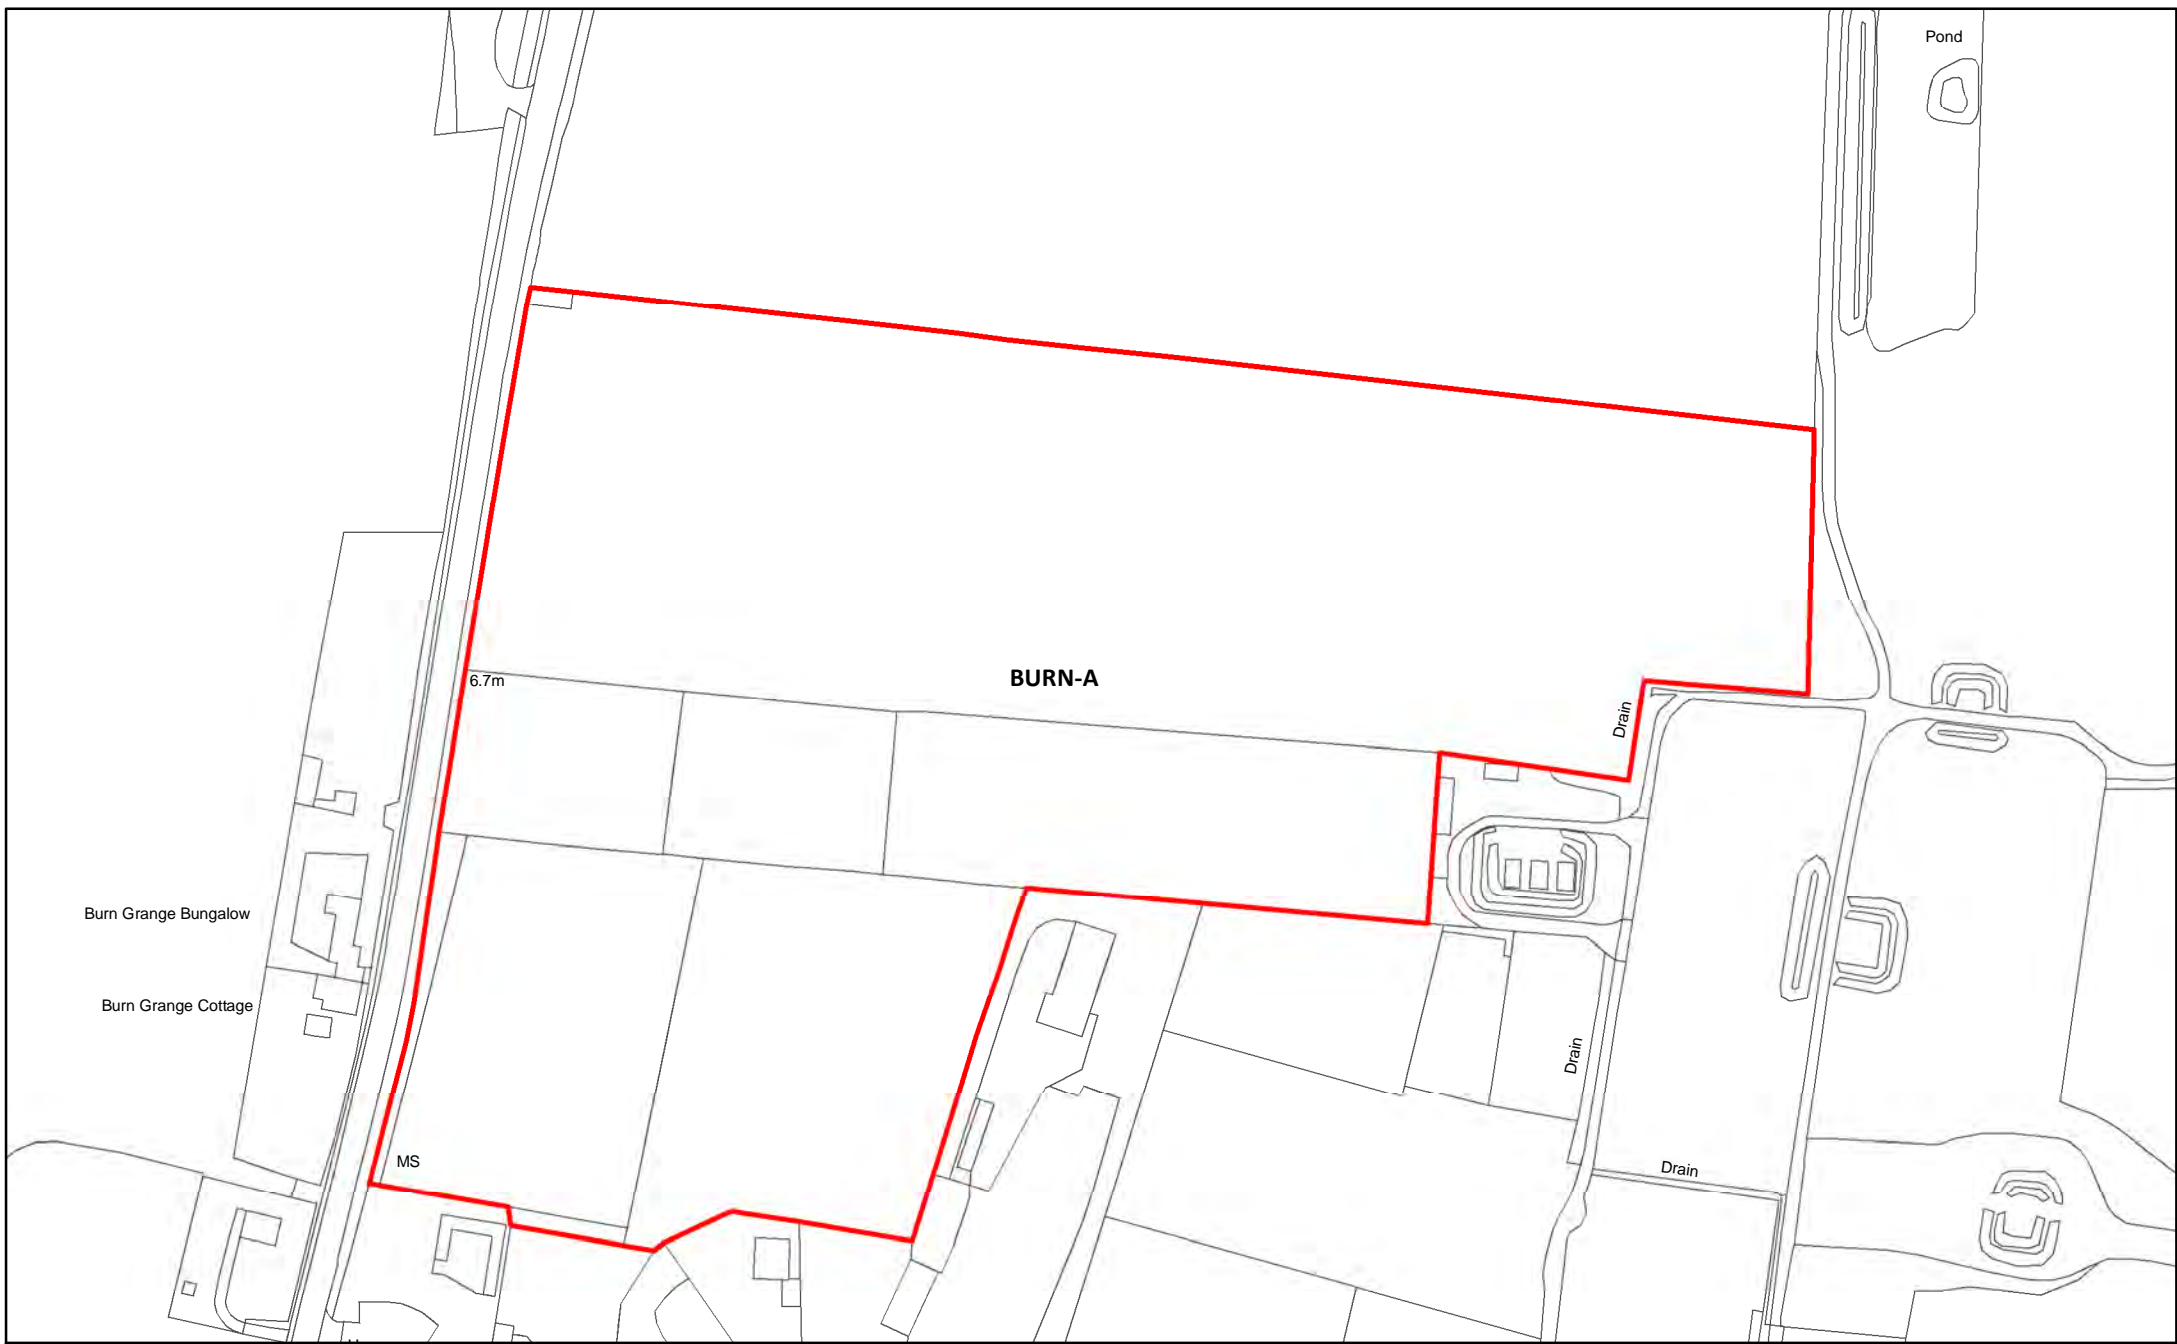 Pond
6.7m
BURN-A
Drain
Burn Grange Bungalow
Burn Grange Cottage
Drain
MS
Drain